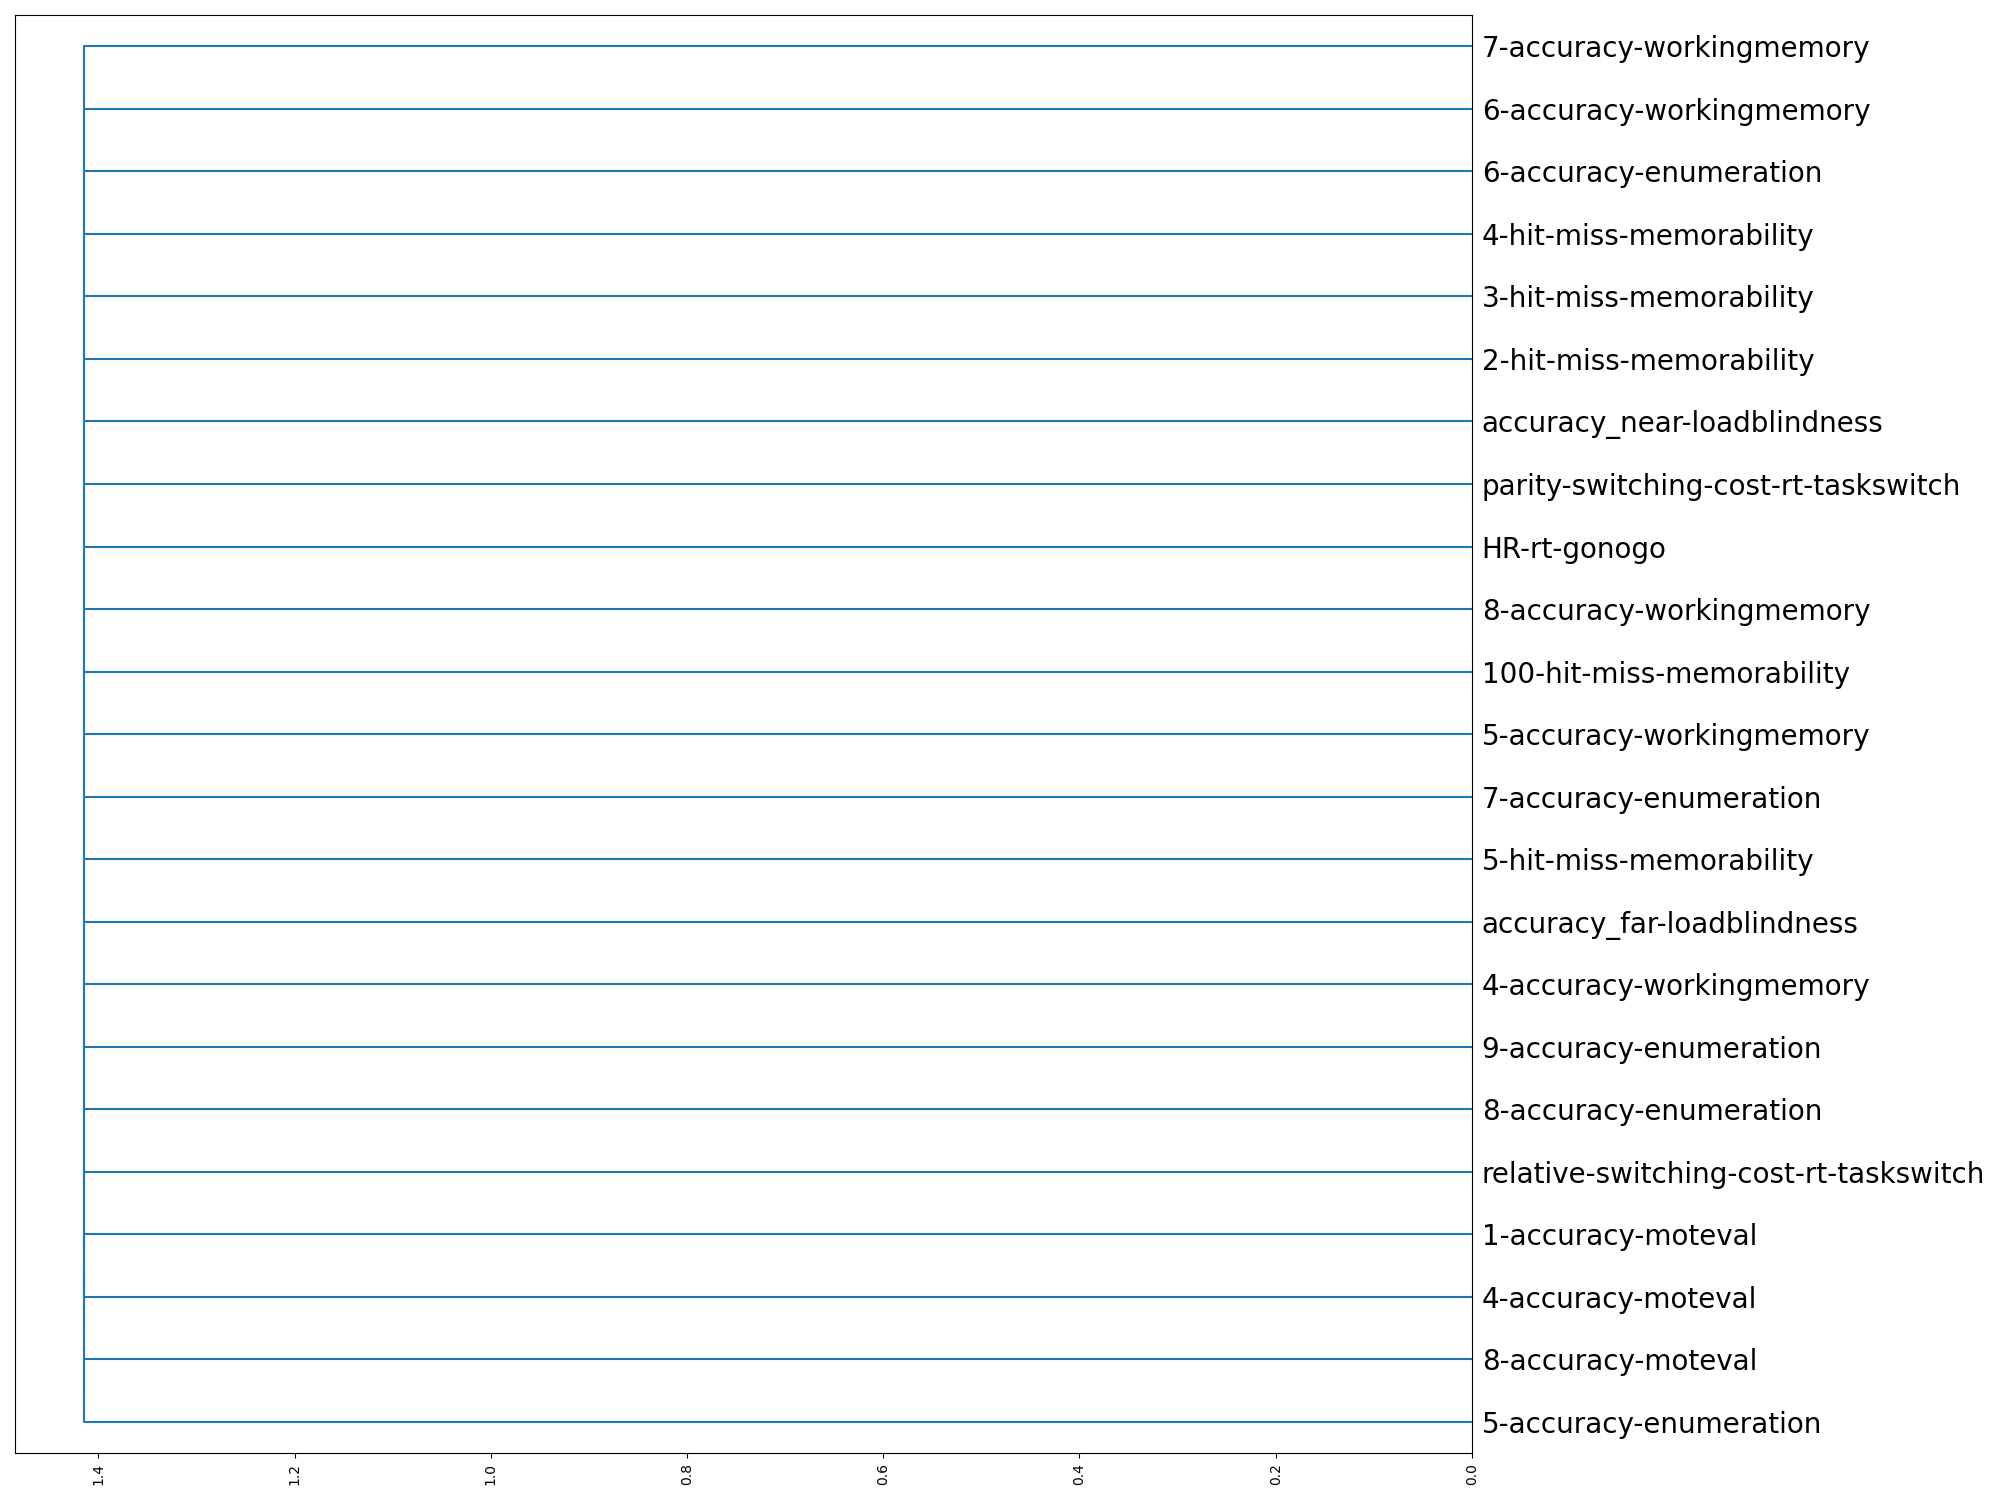 7-accuracy-workingmemory
6-accuracy-workingmemory
6-accuracy-enumeration
4-hit-miss-memorability
3-hit-miss-memorability
2-hit-miss-memorability
accuracy_near-loadblindness
parity-switching-cost-rt-taskswitch
HR-rt-gonogo
8-accuracy-workingmemory
100-hit-miss-memorability
5-accuracy-workingmemory
7-accuracy-enumeration
5-hit-miss-memorability
accuracy_far-loadblindness
4-accuracy-workingmemory
9-accuracy-enumeration
8-accuracy-enumeration
relative-switching-cost-rt-taskswitch
1-accuracy-moteval
4-accuracy-moteval
8-accuracy-moteval
5-accuracy-enumeration
1.4
1.2
1.0
0.8
0.6
0.4
0.2
0.0